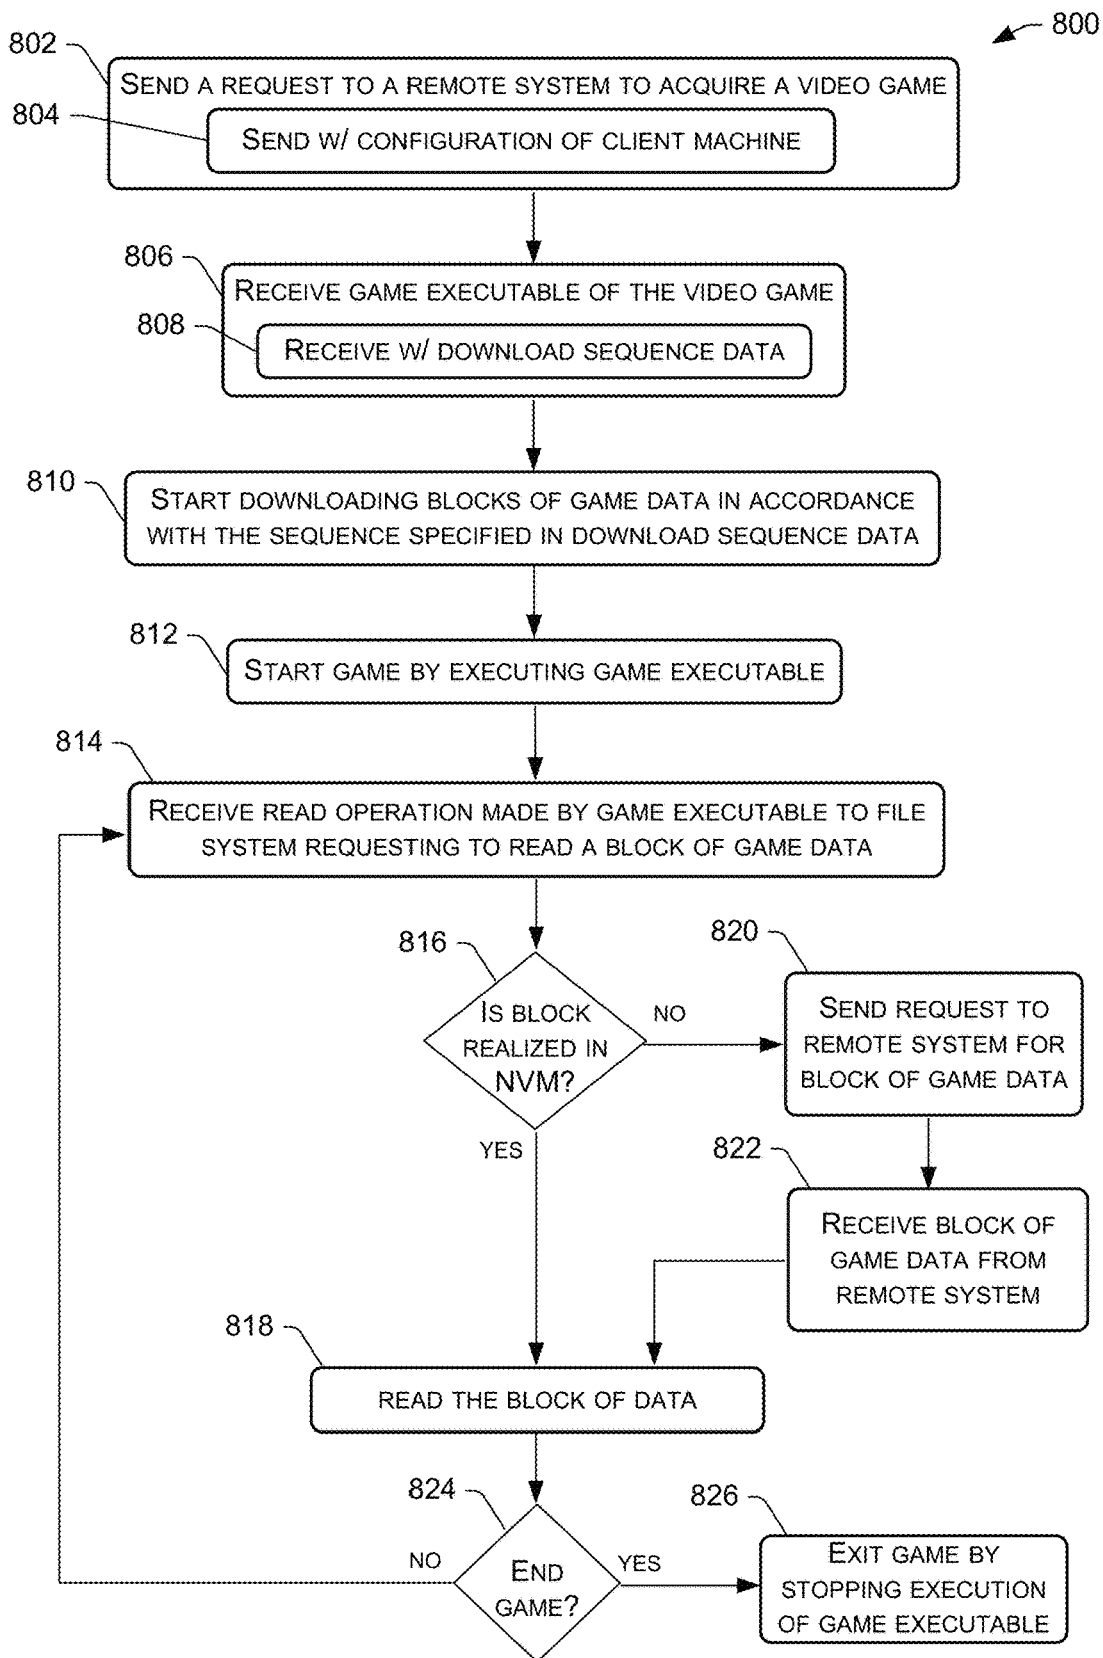 800
802
SEND A REQUEST TO A REMOTE SYSTEM TO ACQUIRE A VIDEO GAME
804
SEND W/ CONFIGURATION OF CLIENT MACHINE
806
RECEIVE GAME EXECUTABLE OF THE VIDEO GAME
808
RECEIVE W/ DOWNLOAD SEQUENCE DATA
810
START DOWNLOADING BLOCKS OF GAME DATA IN ACCORDANCE
WITH THE SEQUENCE SPECIFIED IN DOWNLOAD SEQUENCE DATA
812
START GAME BY EXECUTING GAME EXECUTABLE
814
RECEIVE READ OPERATION MADE BY GAME EXECUTABLE TO FILE
SYSTEM REQUESTING TO READ A BLOCK OF GAME DATA
816
IS BLOCK
REALIZED IN
NVM?
NO
YES
820
SEND REQUEST TO
REMOTE SYSTEM FOR
BLOCK OF GAME DATA
822
RECEIVE BLOCK OF
GAME DATA FROM
REMOTE SYSTEM
818
READ THE BLOCK OF DATA
824
END
GAME?
NO
YES
826
EXIT GAME BY
STOPPING EXECUTION
OF GAME EXECUTABLE